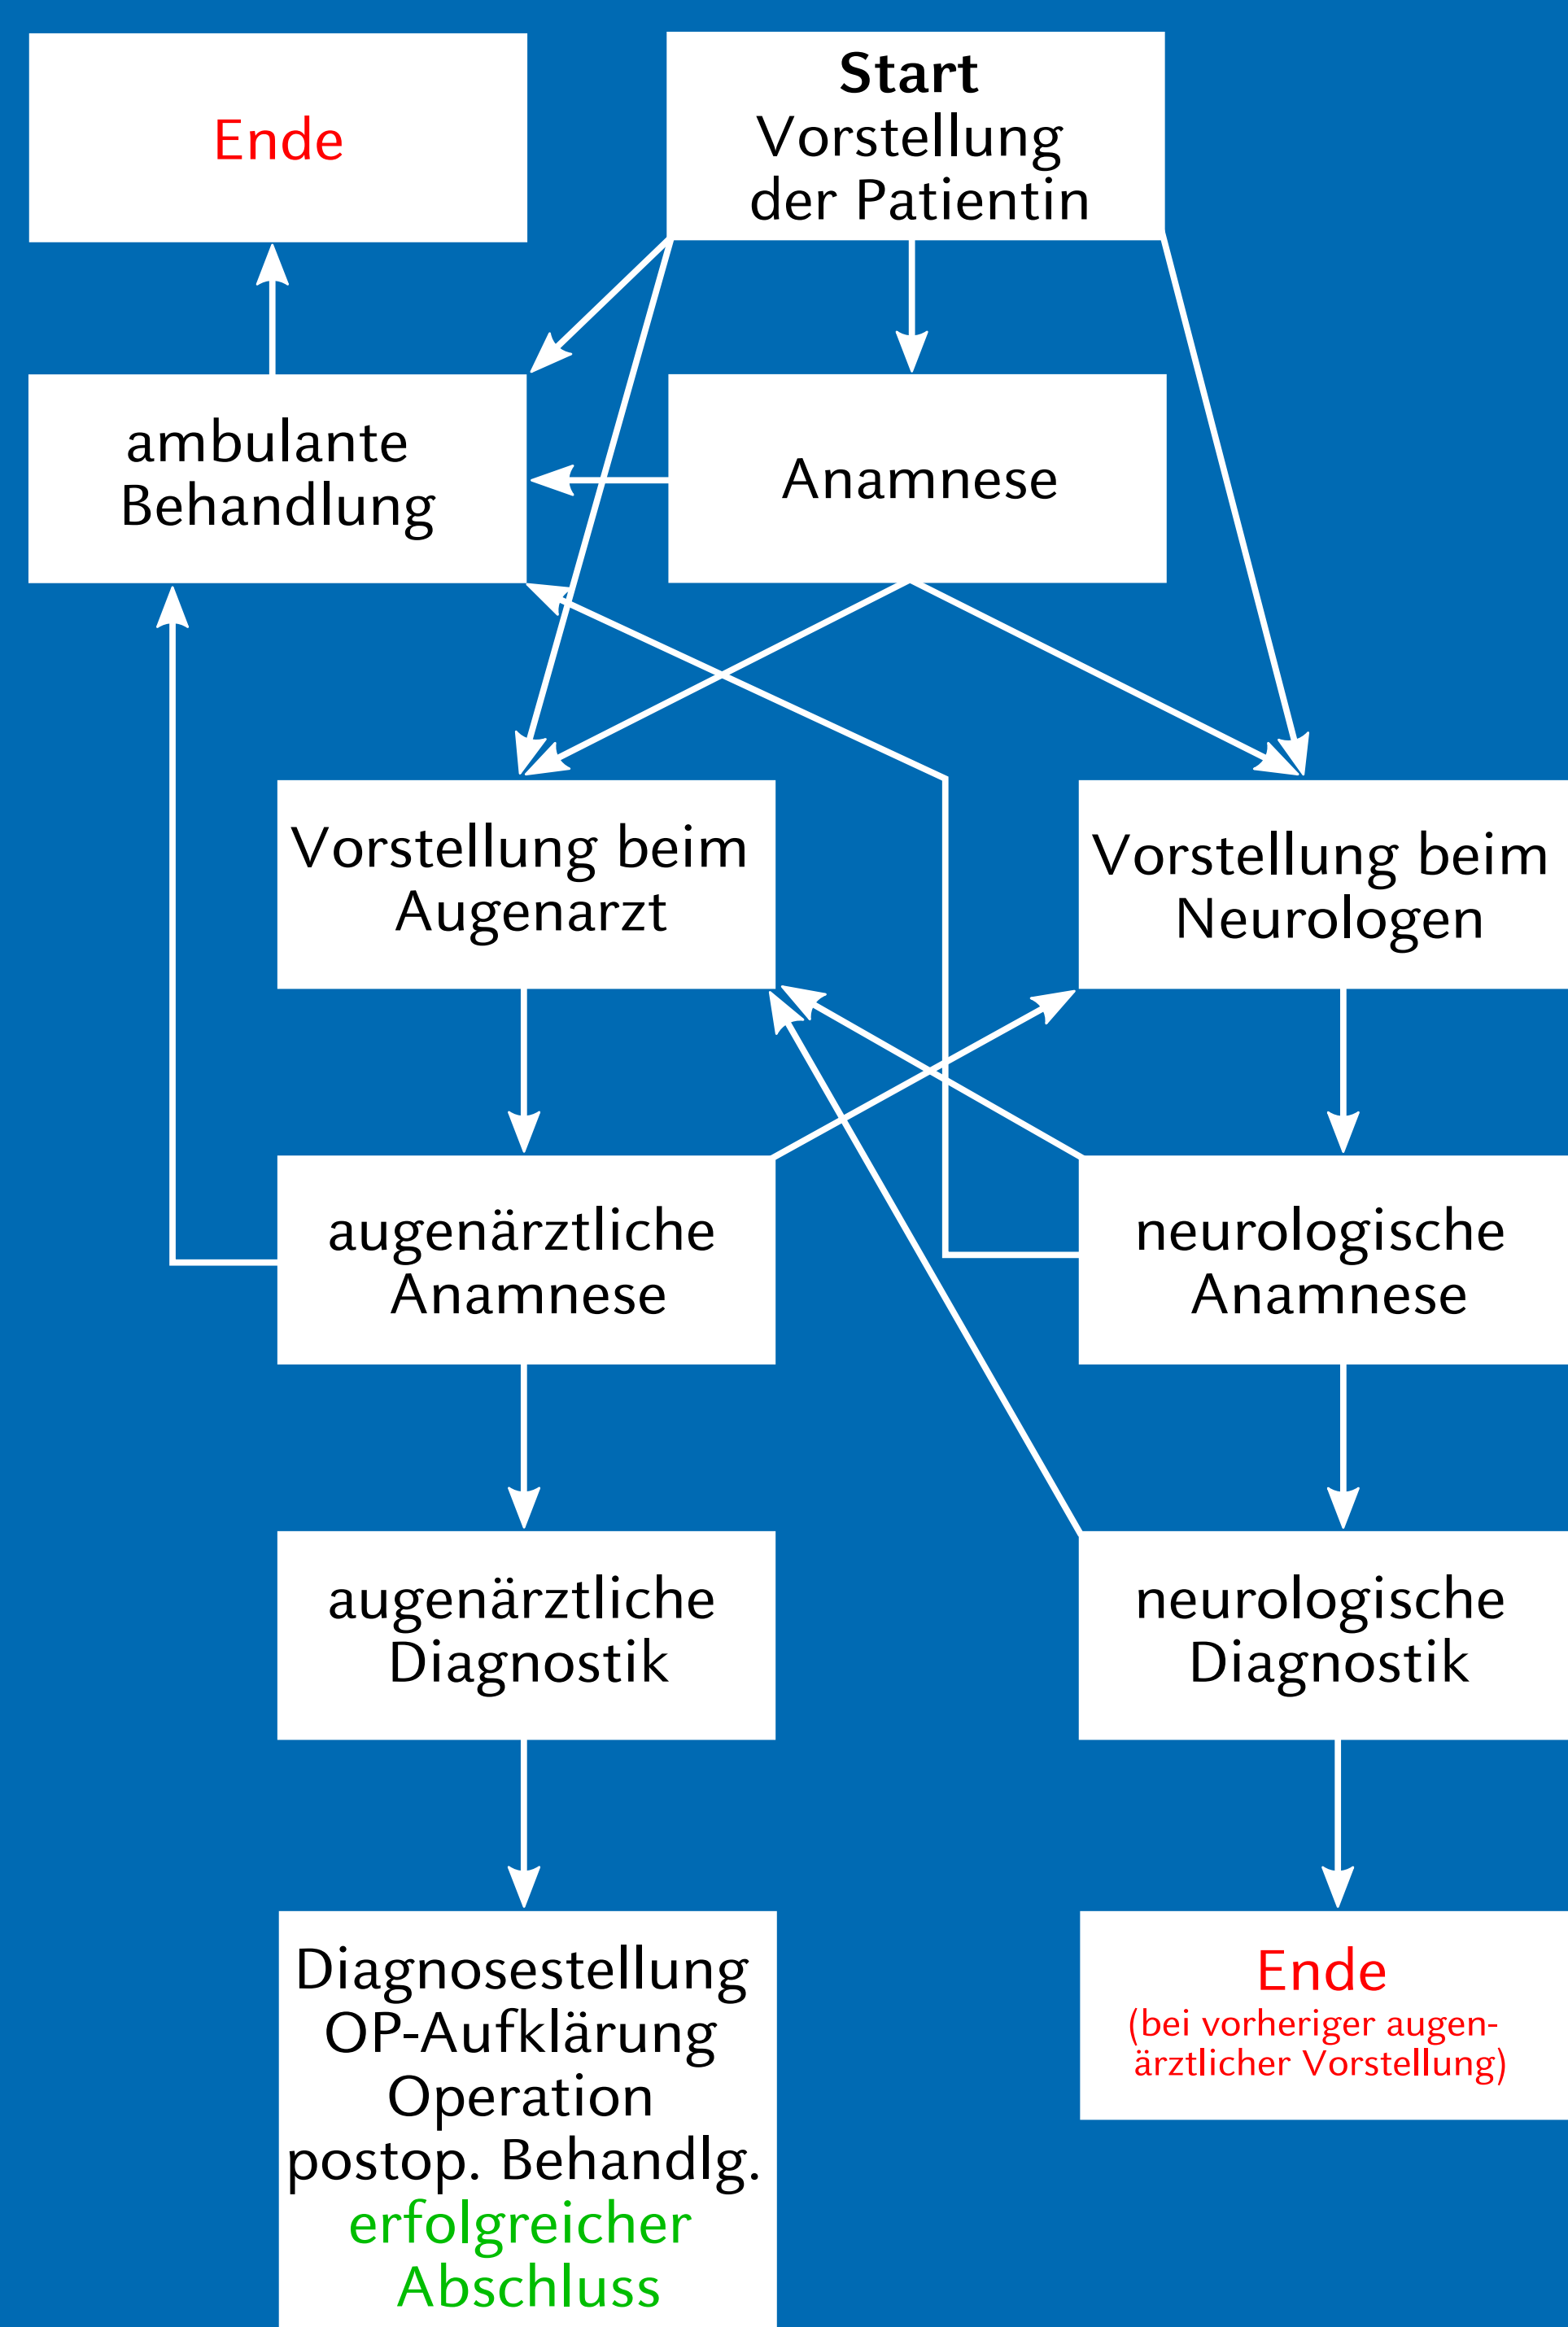 Ende
Start
Vorstellung
der Patientin
ambulante
Behandlung
Anamnese
Vorstellung beim
Augenarzt
Vorstellung beim
Neurologen
augenärztliche
Anamnese
neurologische
Anamnese
augenärztliche
Diagnostik
neurologische
Diagnostik
Diagnosestellung
OP-Aufklärung
Operation
postop. Behandlg.
erfolgreicher
Abschluss
Ende
(bei vorheriger augen-
ärztlicher Vorstellung)